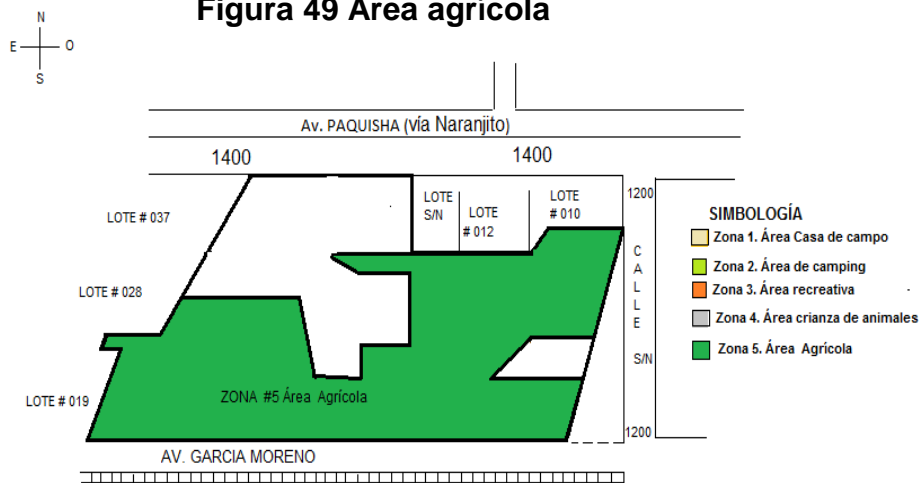 Figura 49 Área agrícola
N
E
O
S
Av. PAQUISHA (vía Naranjito)
1400
1400
LOTE # 037
LOTE
S/N
LOTE
# 012
LOTE
# 010
1200
LOTE # 028
C
A
L
L
E
S/N
LOTE # 019
ZONA #5 Área Agrícola
1200
AV. GARCIA MORENO
SIMBOLOGÍA
Zona 1. Área Casa de campo
Zona 2. Área de camping
Zona 3. Área recreativa
Zona 4. Área crianza de animales
Zona 5. Área Agrícola